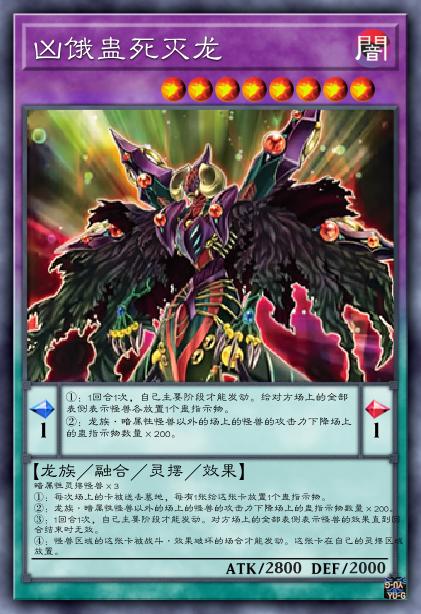 凶饿蛊死灭龙
闇
①：1回合1次，自己主要阶段才能发动。给对方场上的全部
表侧表示怪兽各放置1个蛊指示物。
②：龙族·暗属性怪兽以外的场上的怪兽的攻击力下降场上
的蛊指示物数量×200。
1
1
【龙族／融合／灵摆／效果】
暗属性灵摆怪兽×3
①：每次场上的卡被送去墓地，每有1张给这张卡放置1个蛊指示物。
②：龙族·暗属性怪兽以外的场上的怪兽的攻击力下降场上的蛊指示物数量×200。
③：1回合1次，自己主要阶段才能发动。对方场上的全部表侧表示怪兽的效果直到回
合结束时无效。
④：怪兽区域的这张卡被战斗·效果破坏的场合才能发动。这张卡在自己的灵摆区域
放置。
ATK/2800 DEF/2000